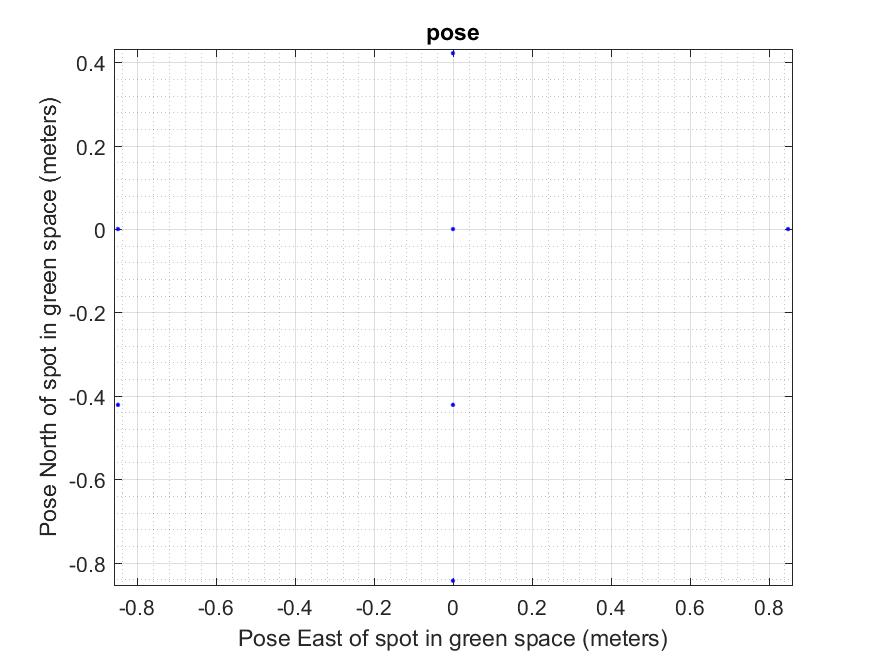 pose
Pose North of spot in green space (meters)
0.4
0.2
0
-0.2
-0.4
-0.6
-0.8
-0.8 -0.6 -0.4 -0.2 0 0.2 0.4 0.6 0.8
Pose East of spot in green space (meters)